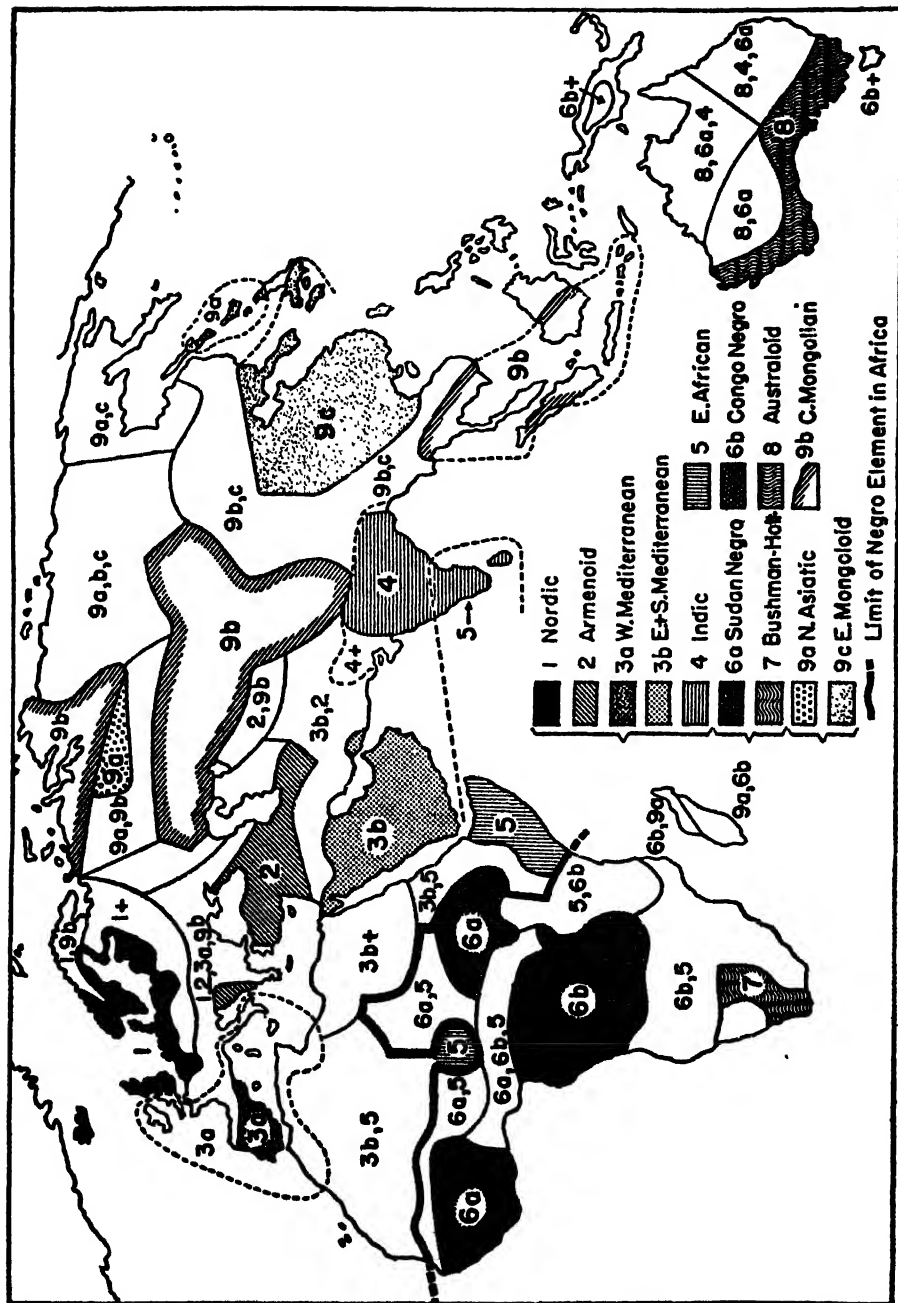 1,9b
1+
1
9b
9a
9a,9b
9a,b,c
9a,c
9a
3a
3a
1,2,3a,9b
2
9b
2,9b
9b,c
9c
3b,5
3b+
3b
3b,2
4+
4
9b,c
9b
6a
6a,5
5
6a,5
6a
3b,5
5
5
6a,6b,5
6b
5,6b
6b,5
7
6b,9a
9a,6b
6b+
8,6a,4
8,6a
8,4,6a
8
6b+
1 Nordic
2 Armenoid
3a W.Mediterranean
3b E+S.Mediterranean
4 Indic 5 E.African
6a Sudan Negro 6b Congo Negro
7 Bushman-Hott 8 Australoid
9a N.Asiatic 9b C.Mongolian
9c E.Mongoloid
Limit of Negro Element in Africa